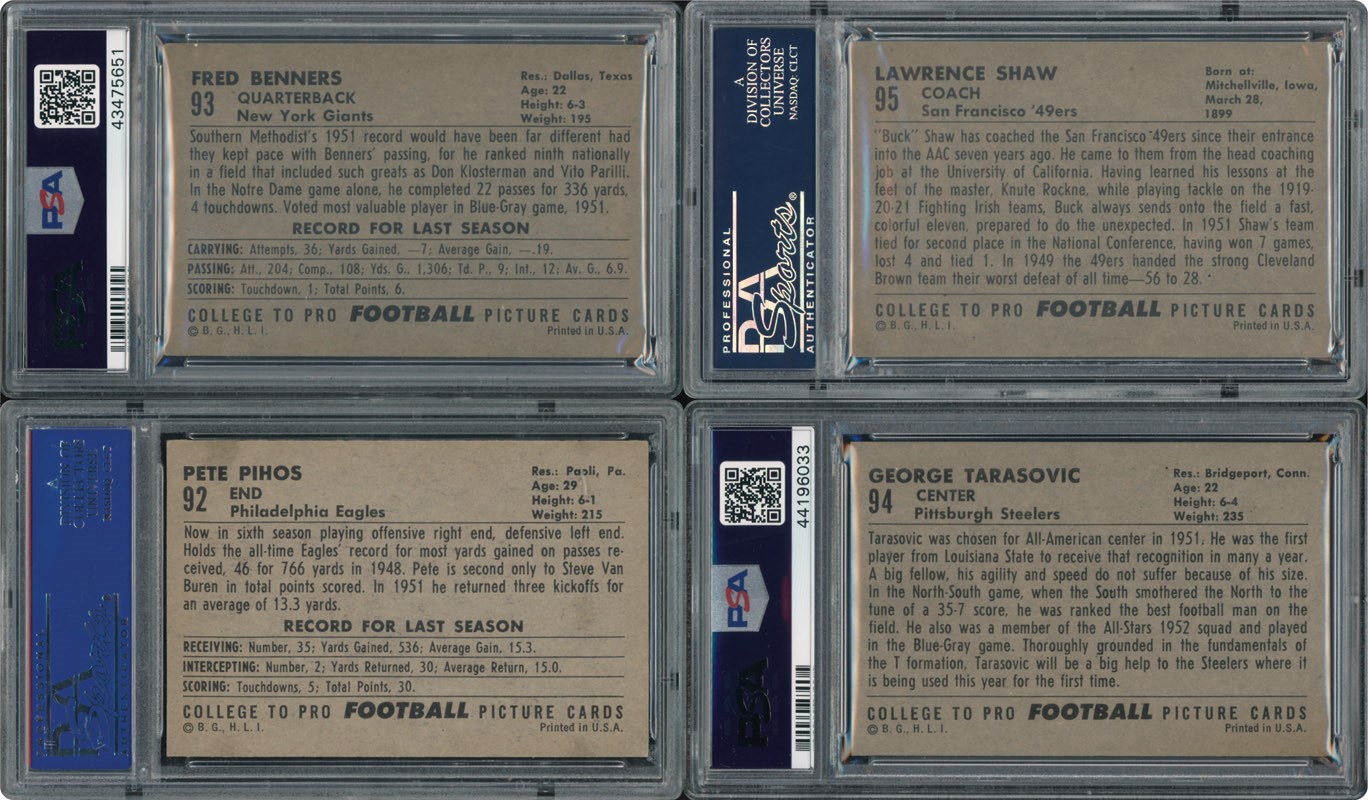 43475651
PSA
PSA
FRED BENNERS
93
QUARTERBACK
New York Giants
Res.: Dallas, Texas
Age: 22
Height: 6-3
Weight: 195
Southern Methodist's 1951 record would have been far different had
they kept pace with Benners' passing, for he ranked ninth nationally
in a field that included such greats as Don Klosterman and Vito Parilli.
In the Notre Dame game alone, he completed 22 passes for 336 yards,
4 touchdowns. Voted most valuable player in Blue-Gray game, 1951.
RECORD FOR LAST SEASON
CARRYING: Attempts, 36; Yards Gained, —7; Average Gain, —.19.
PASSING: Att., 204; Comp., 108; Yds. G., 1,306; Td. P., 9; Int., 12; Av. G., 6.9.
SCORING: Touchdown, 1; Total Points, 6.
COLLEGE TO PRO FOOTBALL PICTURE CARDS
© B. G., H. L. I.
Printed in U.S.A.
A
DIVISION OF
COLLECTORS
UNIVERSE
NASDAQ: CLCT
PROFESSIONAL
PSA
Sports®
AUTHENTICATOR
LAWRENCE SHAW
95
COACH
San Francisco '49ers
Born at:
Mitchellville, Iowa,
March 28,
1899
"Buck" Shaw has coached the San Francisco '49ers since their entrance
into the AAC seven years ago. He came to them from the head coaching
job at the University of California. Having learned his lessons at the
feet of the master, Knute Rockne, while playing tackle on the 1919-
20-21 Fighting Irish teams, Buck always sends onto the field a fast,
colorful eleven, prepared to do the unexpected. In 1951 Shaw's team
tied for second place in the National Conference, having won 7 games,
lost 4 and tied 1. In 1949 the 49ers handed the strong Cleveland
Brown team their worst defeat of all time—56 to 28.
COLLEGE TO PRO FOOTBALL PICTURE CARDS
© B. G., H. L. I.
Printed in U.S.A.
A
DIVISION OF
COLLECTORS
UNIVERSE
PSA
Sports
AUTHENTICATOR
PETE PIHOS
92
END
Philadelphia Eagles
Res.: Paoli, Pa.
Age: 29
Height: 6-1
Weight: 215
Now in sixth season playing offensive right end, defensive left end.
Holds the all-time Eagles' record for most yards gained on passes re-
ceived, 46 for 766 yards in 1948. Pete is second only to Steve Van
Buren in total points scored. In 1951 he returned three kickoffs for
an average of 13.3 yards.
RECORD FOR LAST SEASON
RECEIVING: Number, 35; Yards Gained, 536; Average Gain, 15.3.
INTERCEPTING: Number, 2; Yards Returned, 30; Average Return, 15.0.
SCORING: Touchdowns, 5; Total Points, 30.
COLLEGE TO PRO FOOTBALL PICTURE CARDS
© B. G., H. L. I.
Printed in U.S.A.
44196033
PSA
PSA
GEORGE TARASOVIC
94
CENTER
Pittsburgh Steelers
Res.: Bridgeport, Conn.
Age: 22
Height: 6-4
Weight: 235
Tarasovic was chosen for All-American center in 1951. He was the first
player from Louisiana State to receive that recognition in many a year.
A big fellow, his agility and speed do not suffer because of his size.
In the North-South game, when the South smothered the North to the
tune of a 35-7 score, he was ranked the best football man on the
field. He also was a member of the All-Stars 1952 squad and played
in the Blue-Gray game. Thoroughly grounded in the fundamentals of
the T formation, Tarasovic will be a big help to the Steelers where it
is being used this year for the first time.
COLLEGE TO PRO FOOTBALL PICTURE CARDS
© B. G., H. L. I.
Printed in U.S.A.